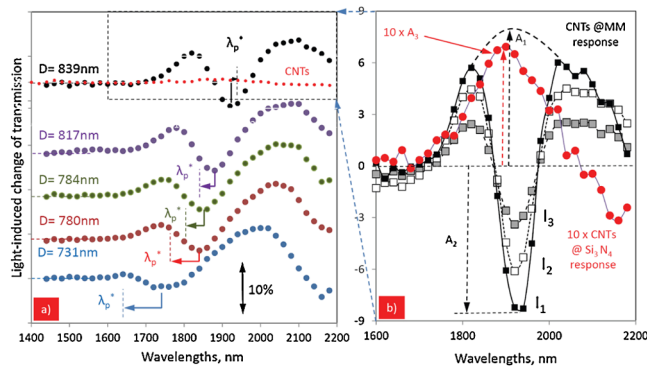 Light-induced change of transmission
D= 839nm
D= 817nm
D= 784nm
D= 780nm
D= 731nm
λp*
CNTs
λp*
λp*
λp*
λp*
10%
a)
1400 1500 1600 1700 1800 1900 2000 2100 2200
Wavelengths, nm
b)
9
6
3
0
-3
-6
-9
10 x A3
A1
CNTs @MM
response
A2
I3
I2
I1
10 x CNTs
@ Si3N4
response
1600 1800 2000 2200
Wavelengths, nm